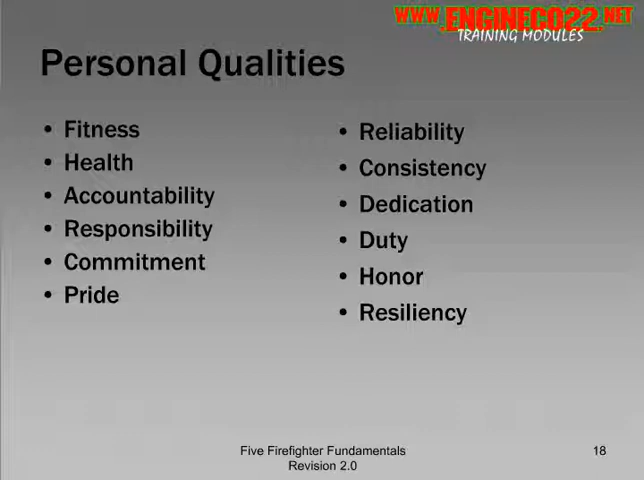 WWW.ENGINECO22.NET
TRAINING MODULES
Personal Qualities
• Fitness
• Health
• Accountability
• Responsibility
• Commitment
• Pride
• Reliability
• Consistency
• Dedication
• Duty
• Honor
• Resiliency
Five Firefighter Fundamentals
Revision 2.0
18